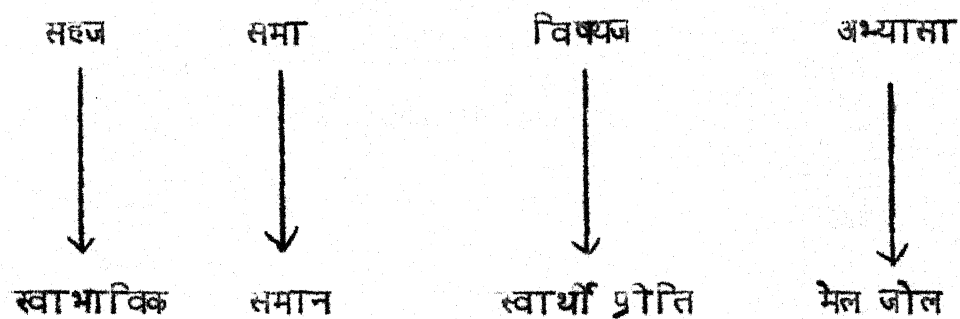 सहज समा विषयज अभ्यासा
स्वाभाविक समान स्वार्थी प्रीति मेल जोल